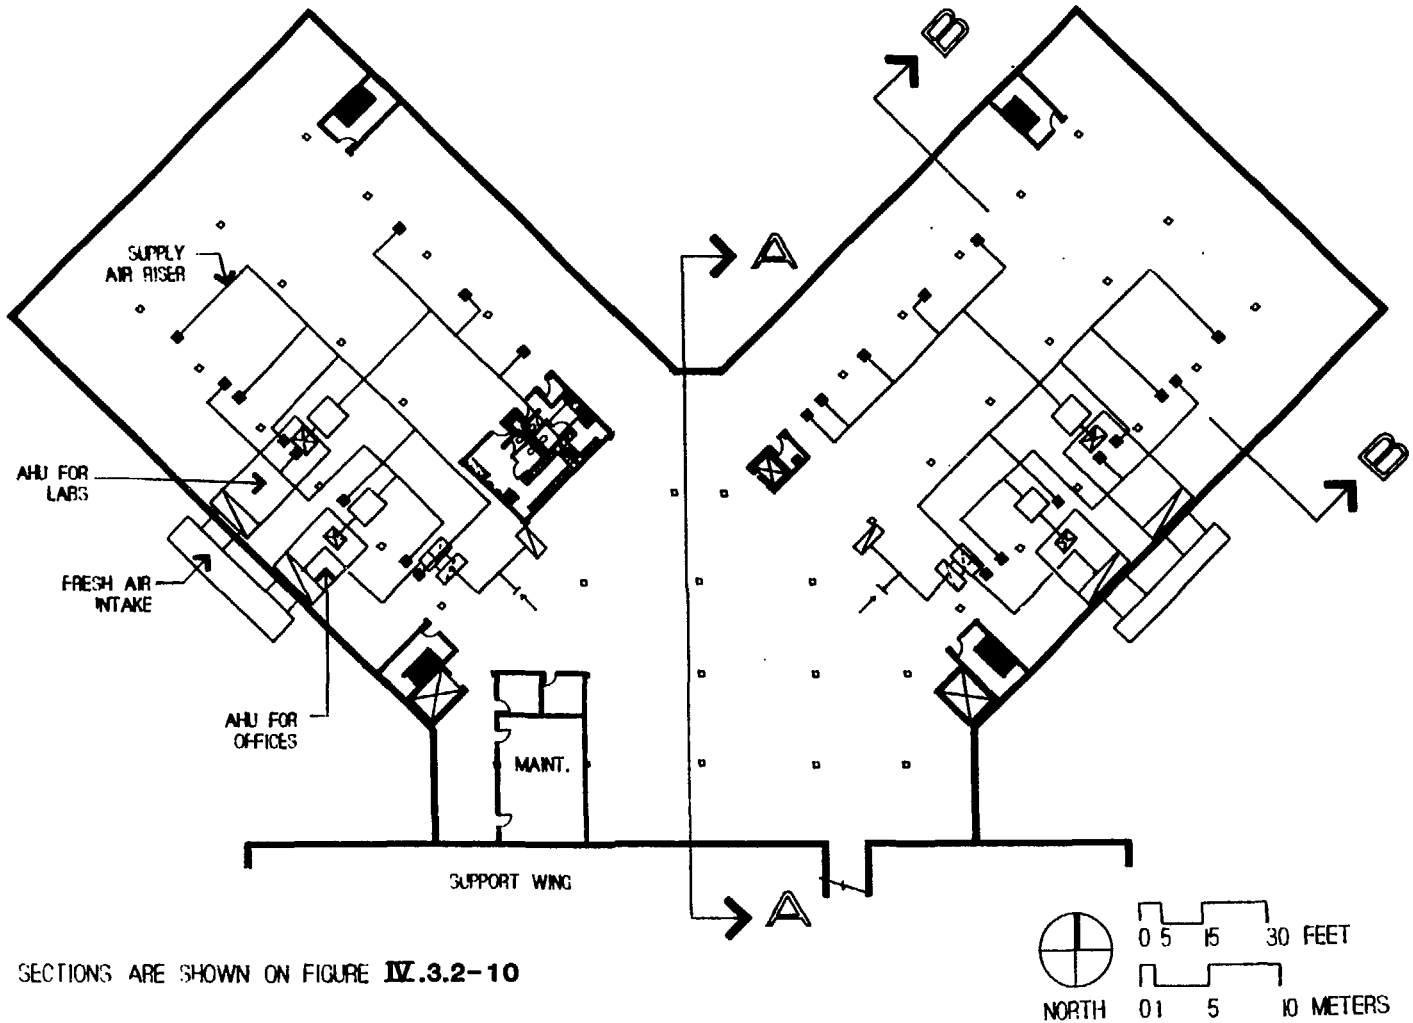 B
A
SUPPLY
AIR RISER
B
AHU FOR
LABS
FRESH AIR
INTAKE
AHU FOR
OFFICES
MAINT.
SUPPORT WING
A
0 5 15 30 FEET
SECTIONS ARE SHOWN ON FIGURE IV.3.2-10
NORTH
0 1 5 10 METERS